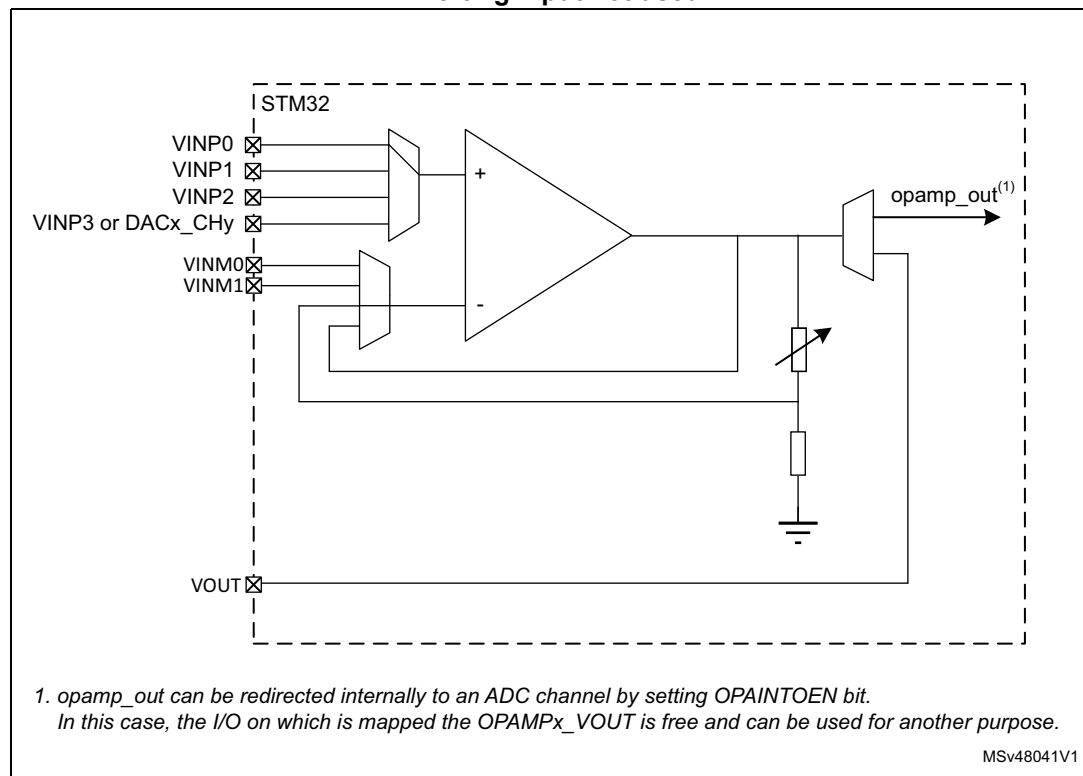 STM32
VINP0
VINP1
VINP2
VINP3 or DACx_CHy
VINM0
VINM1
+
-
opamp_out(1)
VOUT
1. opamp_out can be redirected internally to an ADC channel by setting OPAINTOEN bit.
In this case, the I/O on which is mapped the OPAMPx_VOUT is free and can be used for another purpose.
MSv48041V1